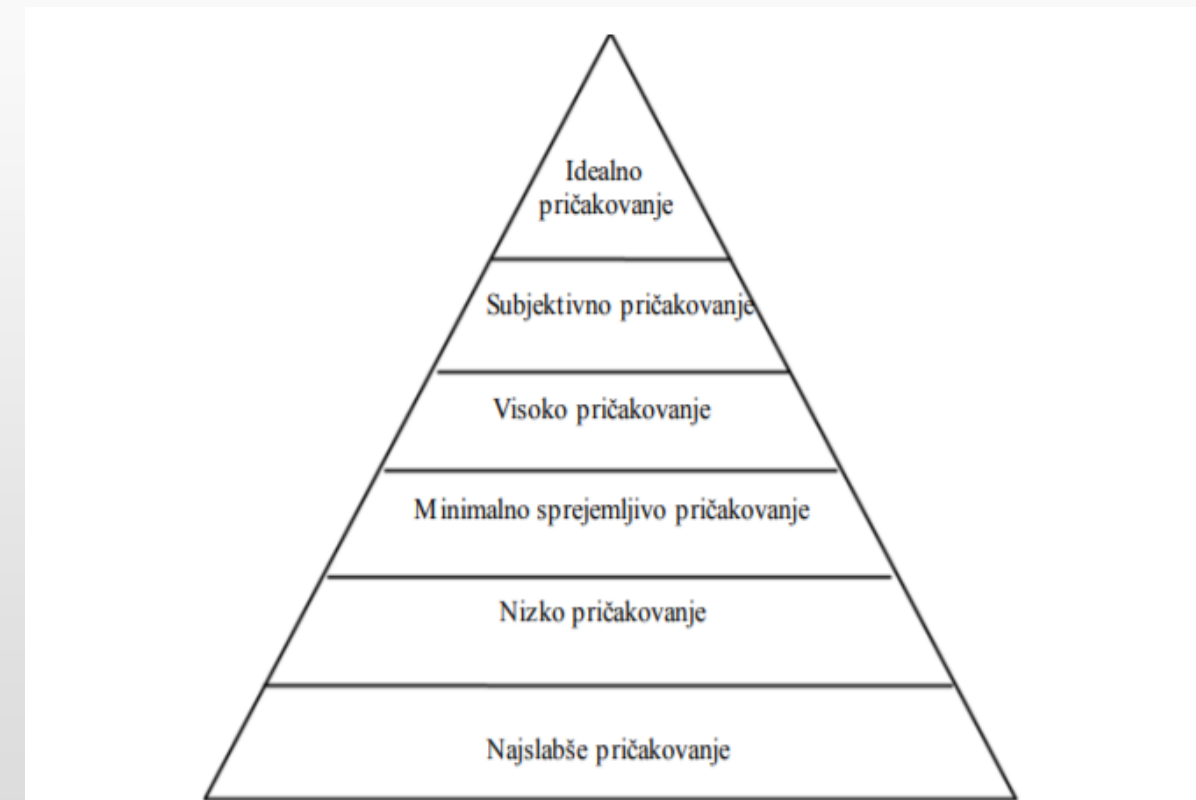 Idealno
pričakovanje
Subjektivno pričakovanje
Visoko pričakovanje
Minimalno sprejemljivo pričakovanje
Nizko pričakovanje
Najslabše pričakovanje